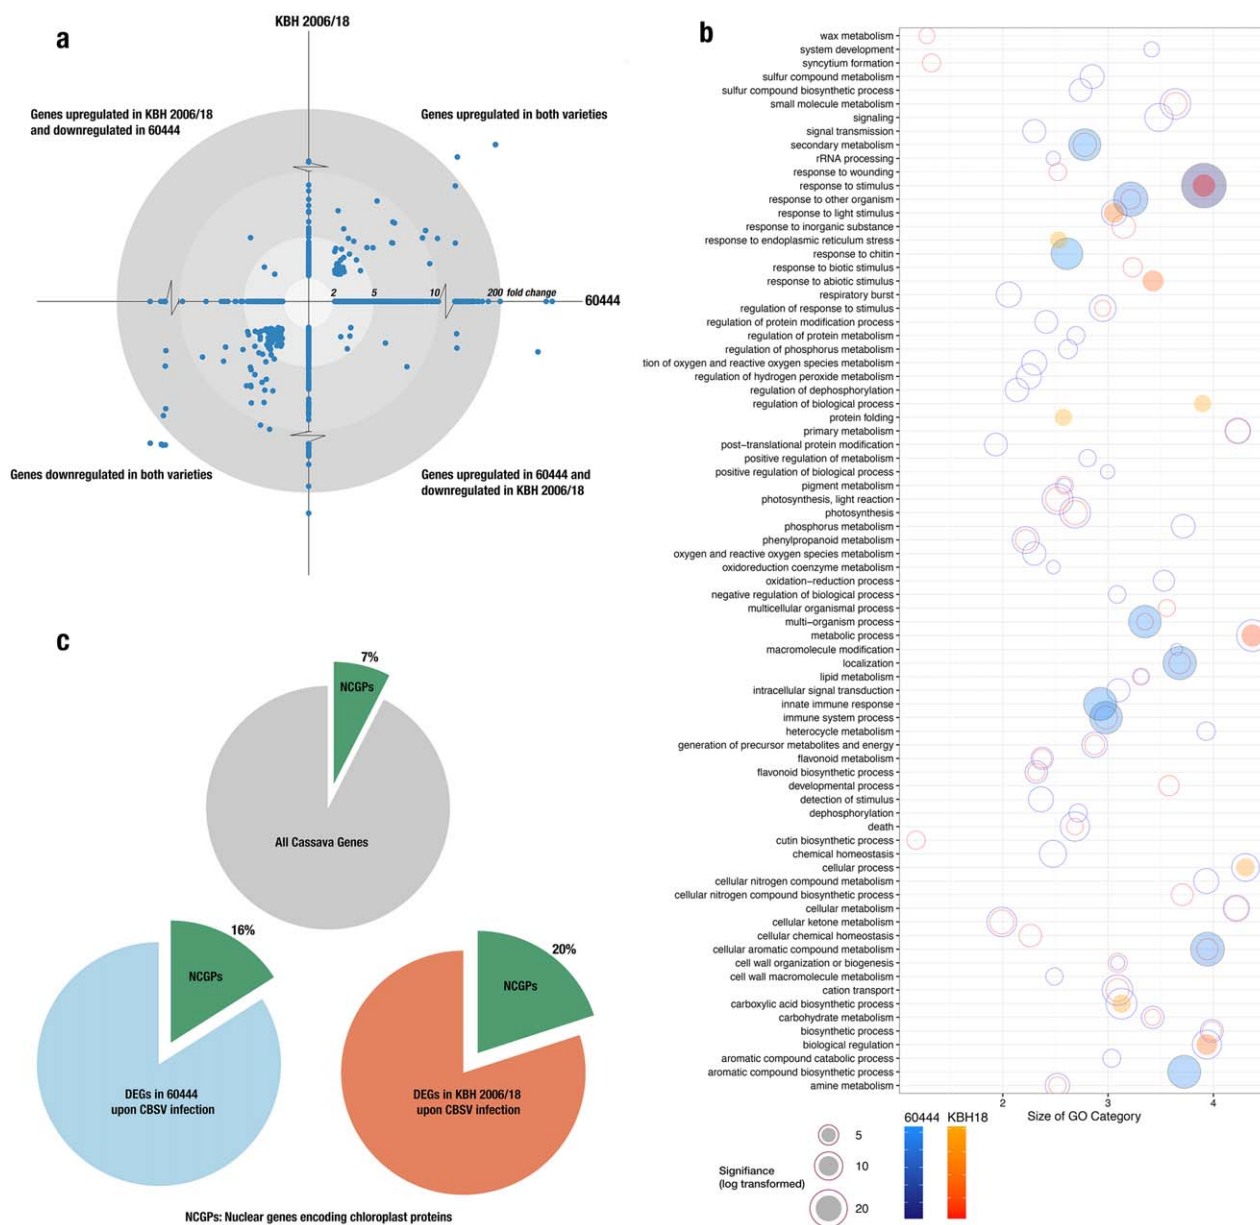 a
KBH 2006/18
Genes upregulated in KBH 2006/18
and downregulated in 60444
Genes upregulated in both varieties
2
5
10
200 fold change
60444
Genes downregulated in both varieties
Genes upregulated in 60444 and
downregulated in KBH 2006/18
b
wax metabolism
system development
syncytium formation
sulfur compound metabolism
sulfur compound biosynthetic process
small molecule metabolism
signaling
signal transmission
secondary metabolism
rRNA processing
response to wounding
response to stimulus
response to other organism
response to light stimulus
response to inorganic substance
response to endoplasmic reticulum stress
response to chitin
response to biotic stimulus
response to abiotic stimulus
respiratory burst
regulation of response to stimulus
regulation of protein modification process
regulation of protein metabolism
regulation of phosphorus metabolism
tion of oxygen and reactive oxygen species metabolism
regulation of hydrogen peroxide metabolism
regulation of dephosphorylation
regulation of biological process
protein folding
primary metabolism
post-translational protein modification
positive regulation of metabolism
positive regulation of biological process
pigment metabolism
photosynthesis, light reaction
photosynthesis
phosphorus metabolism
phenylpropanoid metabolism
oxygen and reactive oxygen species metabolism
oxidoreduction coenzyme metabolism
oxidation-reduction process
negative regulation of biological process
multicellular organismal process
multi-organism process
metabolic process
macromolecule modification
localization
lipid metabolism
intracellular signal transduction
innate immune response
immune system process
heterocycle metabolism
generation of precursor metabolites and energy
flavonoid metabolism
flavonoid biosynthetic process
developmental process
detection of stimulus
dephosphorylation
death
cutin biosynthetic process
chemical homeostasis
cellular process
cellular nitrogen compound metabolism
cellular nitrogen compound biosynthetic process
cellular metabolism
cellular ketone metabolism
cellular chemical homeostasis
cellular aromatic compound metabolism
cell wall organization or biogenesis
cell wall macromolecule metabolism
cation transport
carboxylic acid biosynthetic process
carbohydrate metabolism
biosynthetic process
biological regulation
aromatic compound catabolic process
aromatic compound biosynthetic process
amine metabolism
2
3
4
Size of GO Category
60444 KBH18
Signifiance
(log transformed)
5
10
20
c
7%
NCGPs
All Cassava Genes
16%
NCGPs
DEGs in 60444
upon CBSV infection
20%
NCGPs
DEGs in KBH 2006/18
upon CBSV infection
NCGPs: Nuclear genes encoding chloroplast proteins